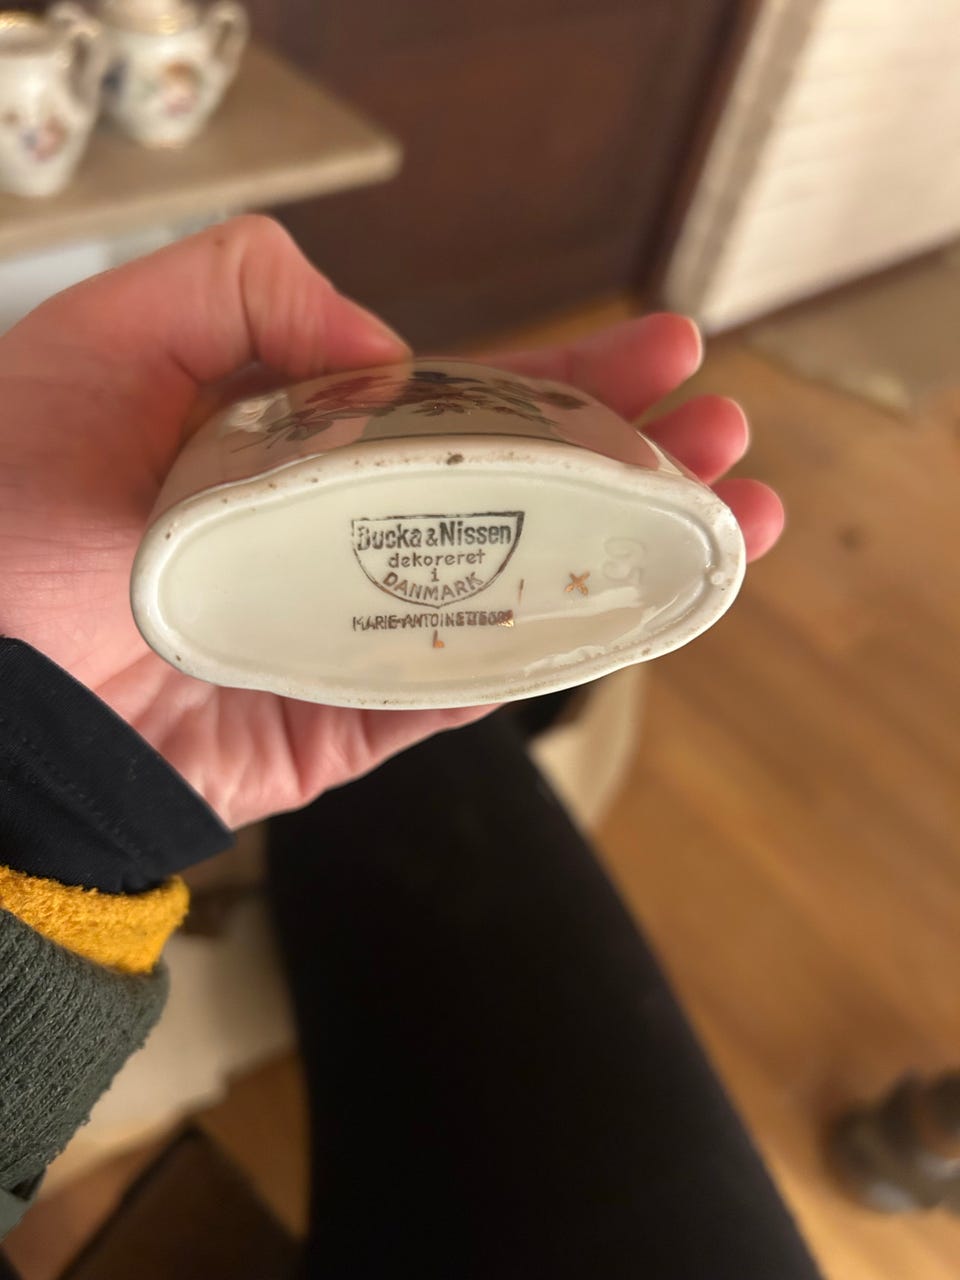 Bucka & Nissen
dekoreret
i
DANMARK
MARIE-ANTOINETTE